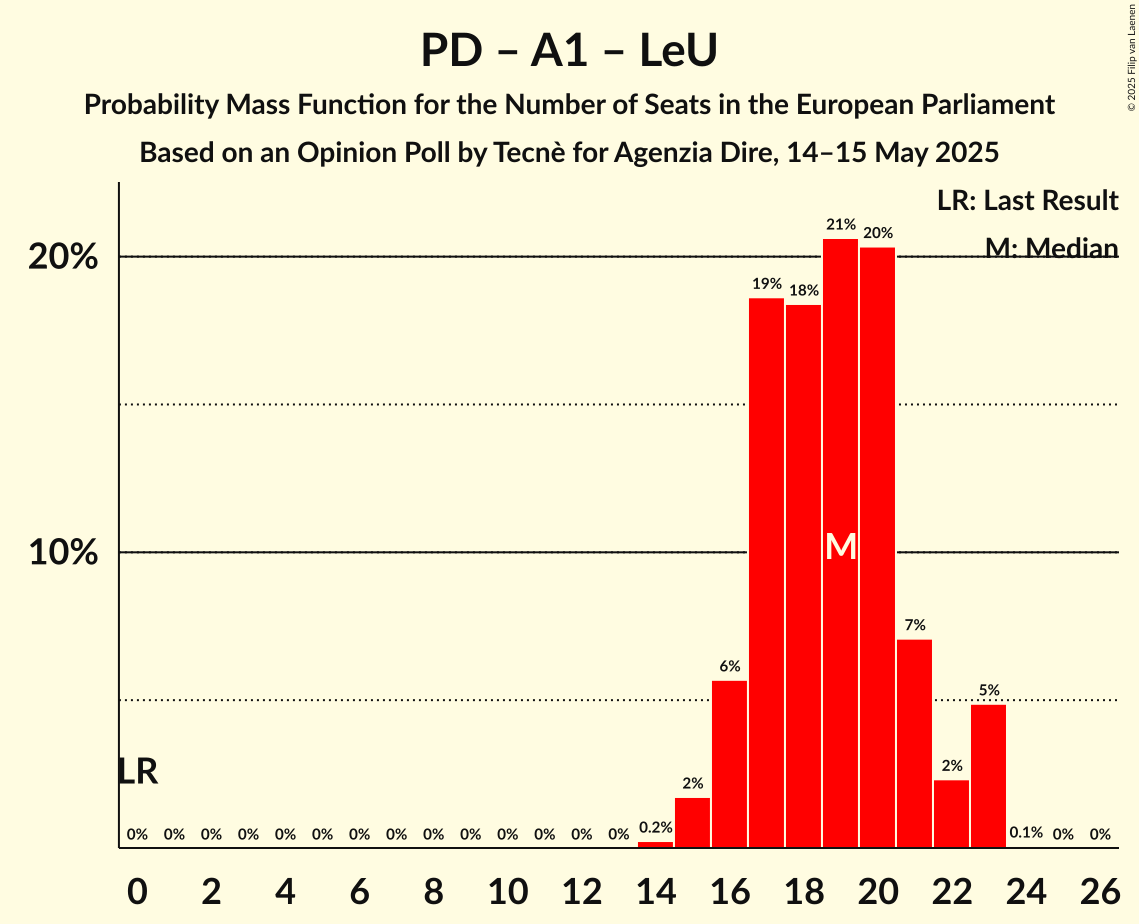 PD – A1 – LeU
Probability Mass Function for the Number of Seats in the European Parliament
Based on an Opinion Poll by Tecnè for Agenzia Dire, 14–15 May 2025
© 2025 Filip van Laenen
LR: Last Result
M: Median
20%
10%
21%
20%
19%
18%
M
7%
6%
5%
LR
2%
2%
0% 0% 0% 0% 0% 0% 0% 0% 0% 0% 0% 0% 0% 0% 0.2% 0.1% 0% 0%
0 2 4 6 8 10 12 14 16 18 20 22 24 26